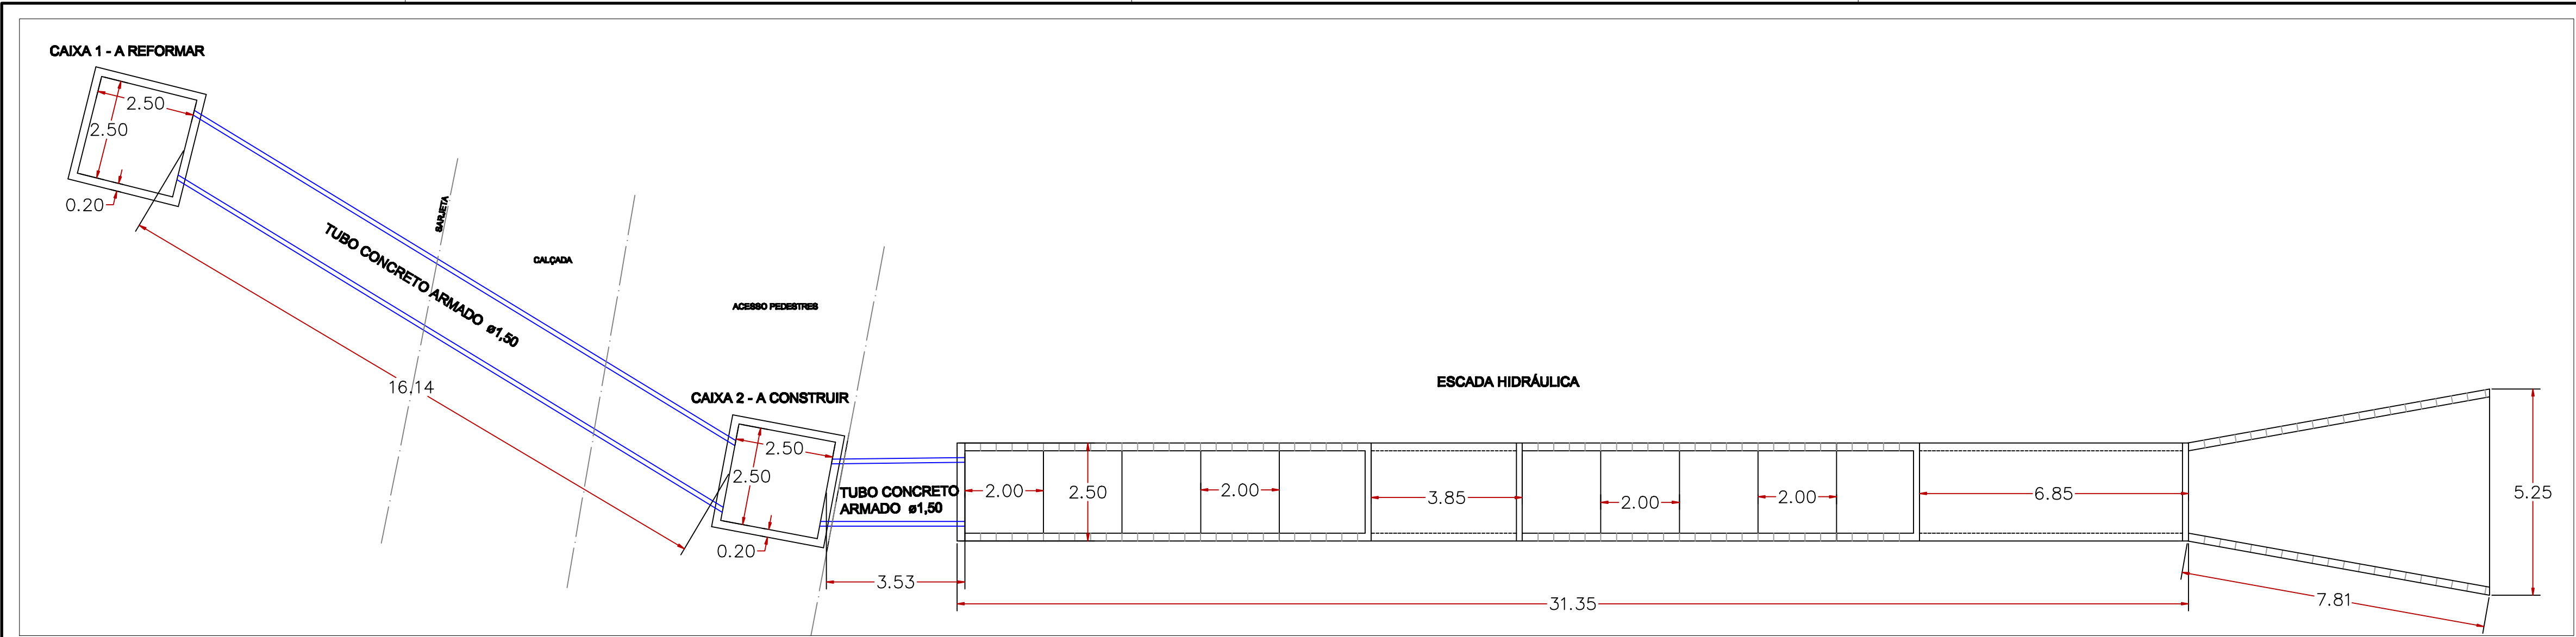 CAIXA 1 - A REFORMAR
2.50
2.50
0.20
SARJETA
TUBO CONCRETO ARMADO ø1,50
CALÇADA
ACESSO PEDESTRES
16,14
CAIXA 2 - A CONSTRUIR
2.50
2.50
0.20
TUBO CONCRETO
ARMADO ø1,50
3.53
ESCADA HIDRÁULICA
2.00
2.50
2.00
3.85
2.00
2.00
6.85
5.25
31.35
7.81